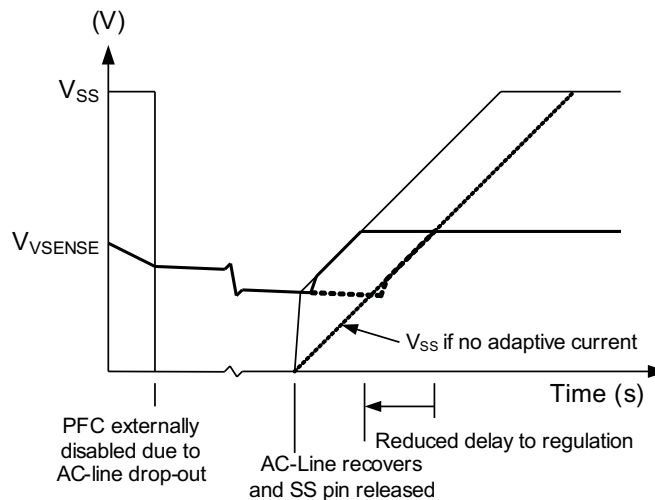 (V)
VSS
VVSENSE
VSS if no adaptive current
Time (s)
PFC externally
disabled due to
AC-line drop-out
AC-Line recovers
and SS pin released
Reduced delay to regulation